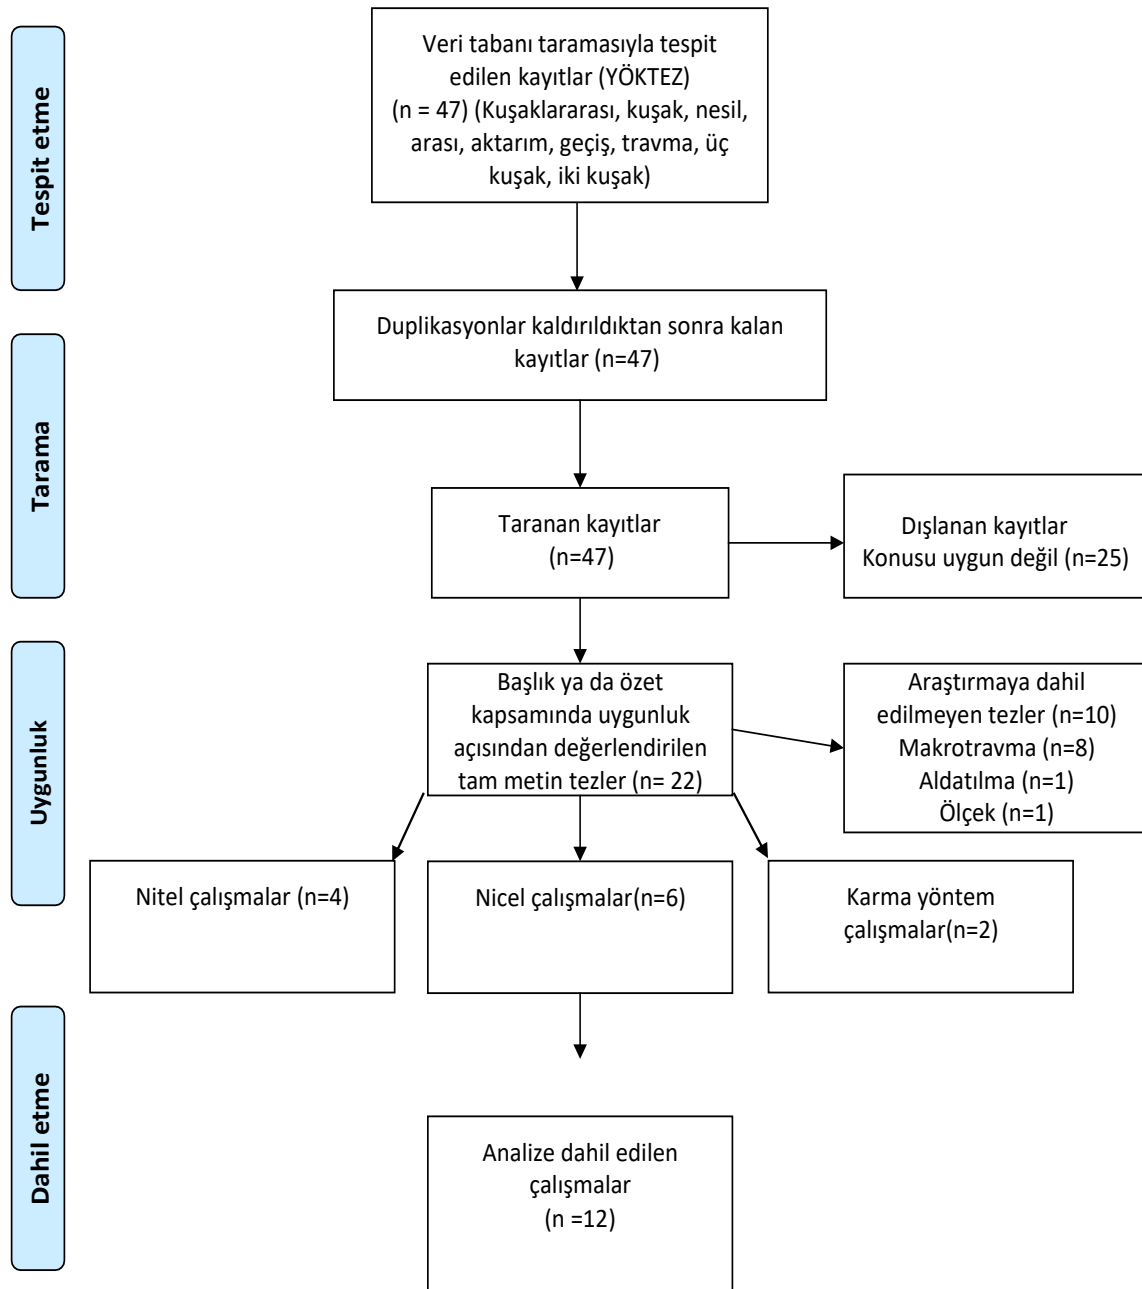 Tespit etme
Veri tabanı taramasıyla tespit
edilen kayıtlar (YÖKTEZ)
(n = 47) (Kuşaklararası, kuşak, nesil,
arası, aktarım, geçiş, travma, üç
kuşak, iki kuşak)
Duplikasyonlar kaldırıldıktan sonra kalan
kayıtlar (n=47)
Tarama
Taranan kayıtlar
(n=47)
Dışlanan kayıtlar
Konusu uygun değil (n=25)
Uygunluk
Başlık ya da özet
kapsamında uygunluk
açısından değerlendirilen
tam metin tezler (n= 22)
Araştırmaya dahil
edilmeyen tezler (n=10)
Makrotravma (n=8)
Aldatılma (n=1)
Ölçek (n=1)
Nitel çalışmalar (n=4)
Nicel çalışmalar(n=6)
Karma yöntem
çalışmalar(n=2)
Dahil etme
Analize dahil edilen
çalışmalar
(n =12)